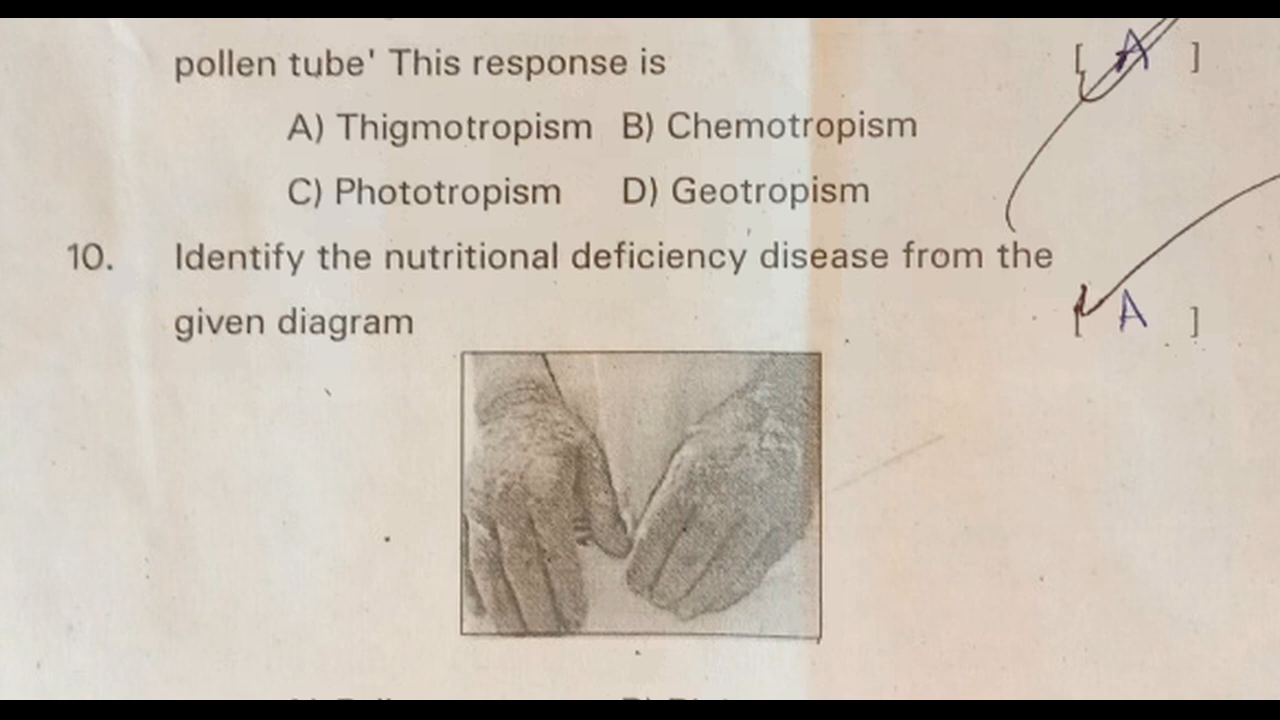 pollen tube' This response is [ A ]
A) Thigmotropism B) Chemotropism
C) Phototropism D) Geotropism
10. Identify the nutritional deficiency disease from the
given diagram [ A ]